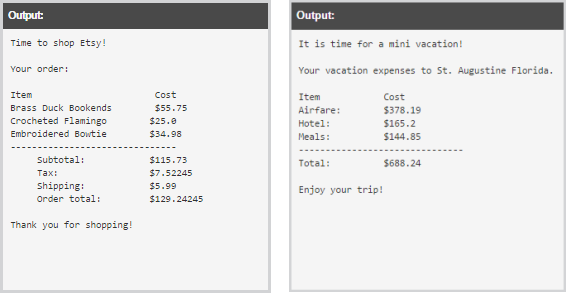 Output:
Time to shop Etsy!
Your order:
Item Cost
Brass Duck Bookends $55.75
Crocheted Flamingo $25.0
Embroidered Bowtie $34.98
-------------------------------
Subtotal: $115.73
Tax: $7.52245
Shipping: $5.99
Order total: $129.24245
Thank you for shopping!
Output:
It is time for a mini vacation!
Your vacation expenses to St. Augustine Florida.
Item Cost
Airfare: $378.19
Hotel: $165.2
Meals: $144.85
-------------------------------
Total: $688.24
Enjoy your trip!